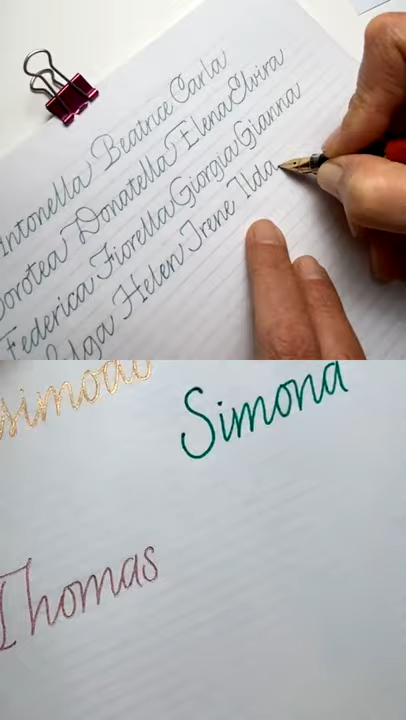 Antonella Beatrice Carla
Dorotea Donatella Elena Elvira
Federica Fiorella Giorgia Gianna
Helen Irene Ilda
Simona
Thomas